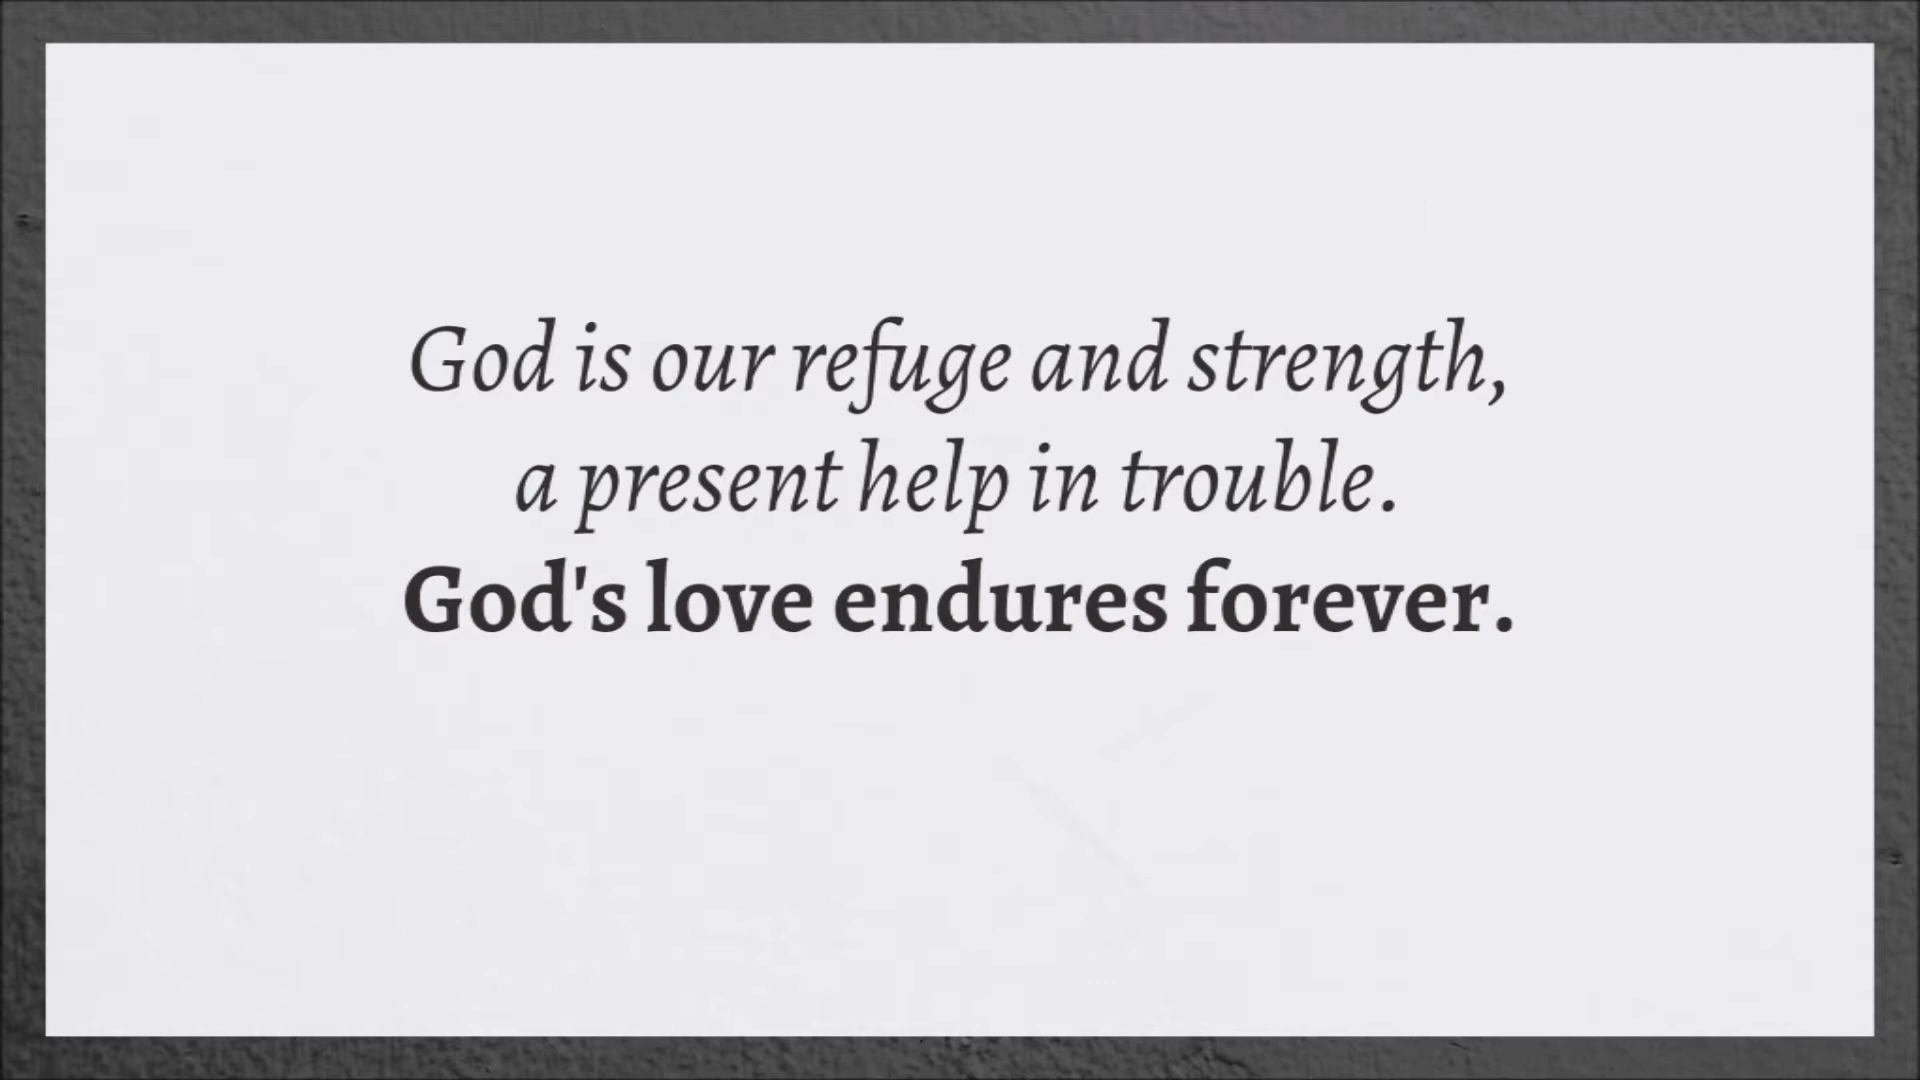 God is our refuge and strength,
a present help in trouble.
God's love endures forever.